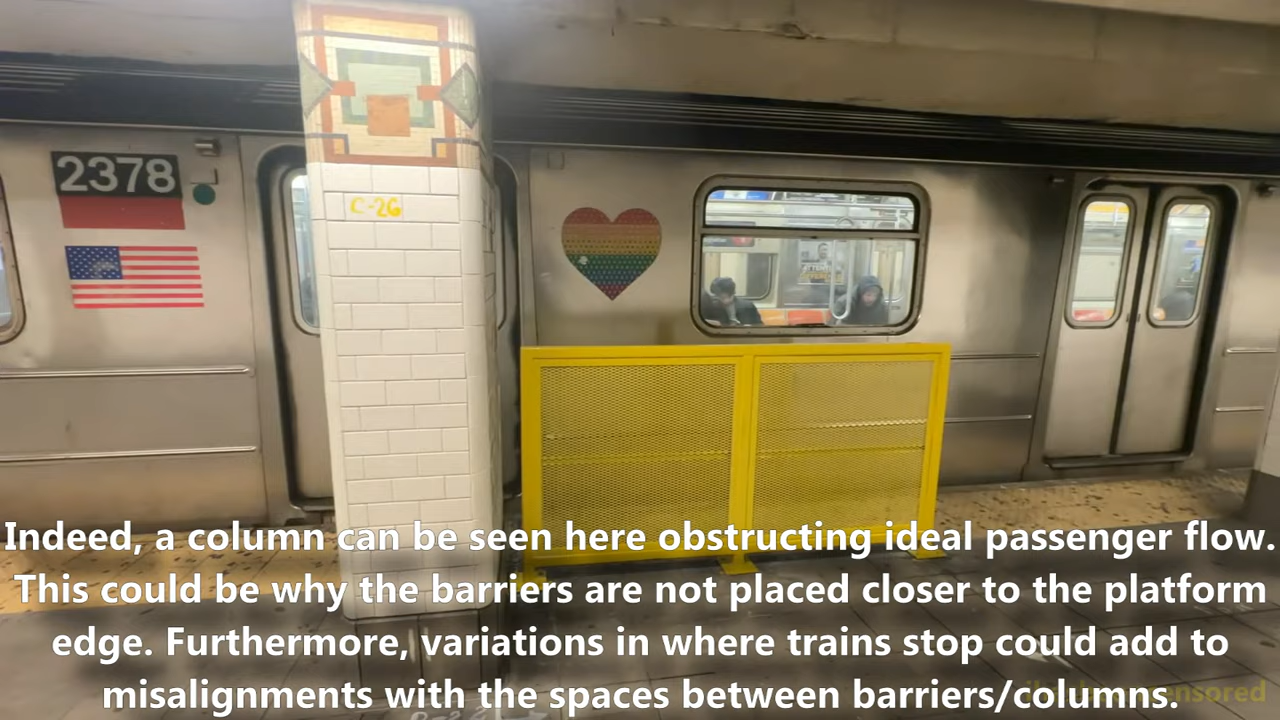 2378
C-26
Indeed, a column can be seen here obstructing ideal passenger flow.
This could be why the barriers are not placed closer to the platform
edge. Furthermore, variations in where trains stop could add to
misalignments with the spaces between barriers/columns.